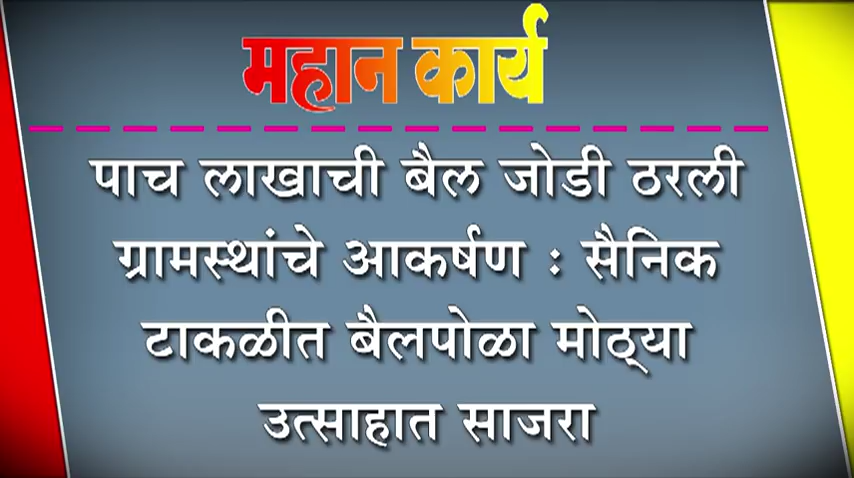 महान कार्य
पाच लाखाची बैल जोडी ठरली
ग्रामस्थांचे आकर्षण : सैनिक
टाकळीत बैलपोळा मोठ्या
उत्साहात साजरा